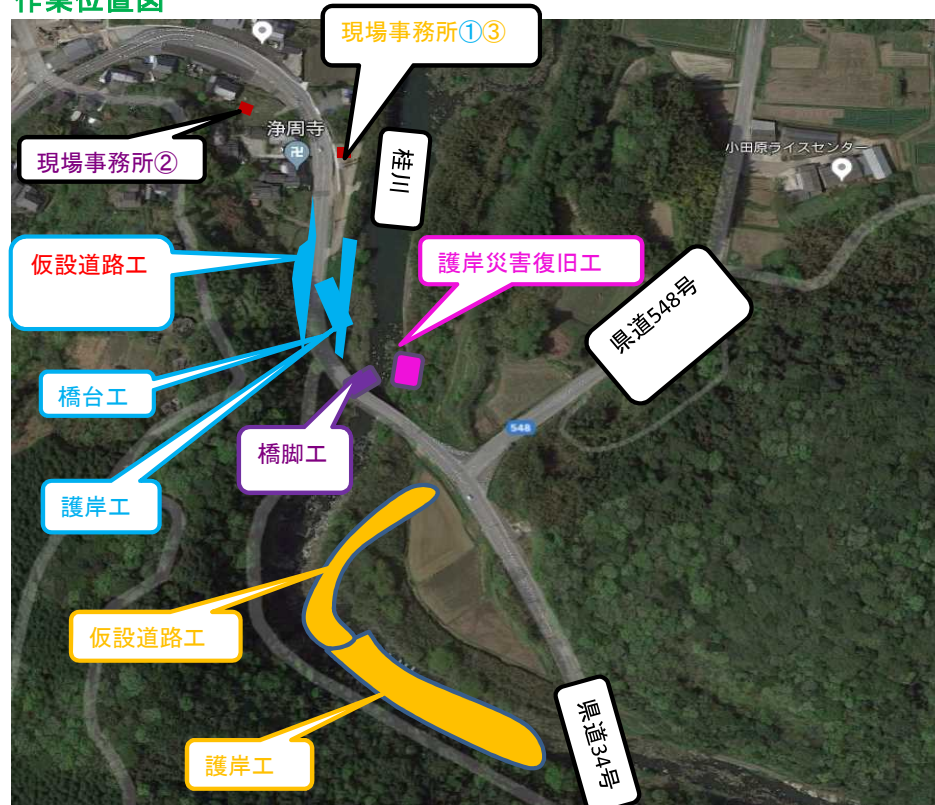 作業位置図
現場事務所①③
浄周寺
現場事務所②
桂川
小田原ライスセンター
仮設道路工
護岸災害復旧工
県道548号
橋台工
548
橋脚工
護岸工
仮設道路工
県道34号
護岸工